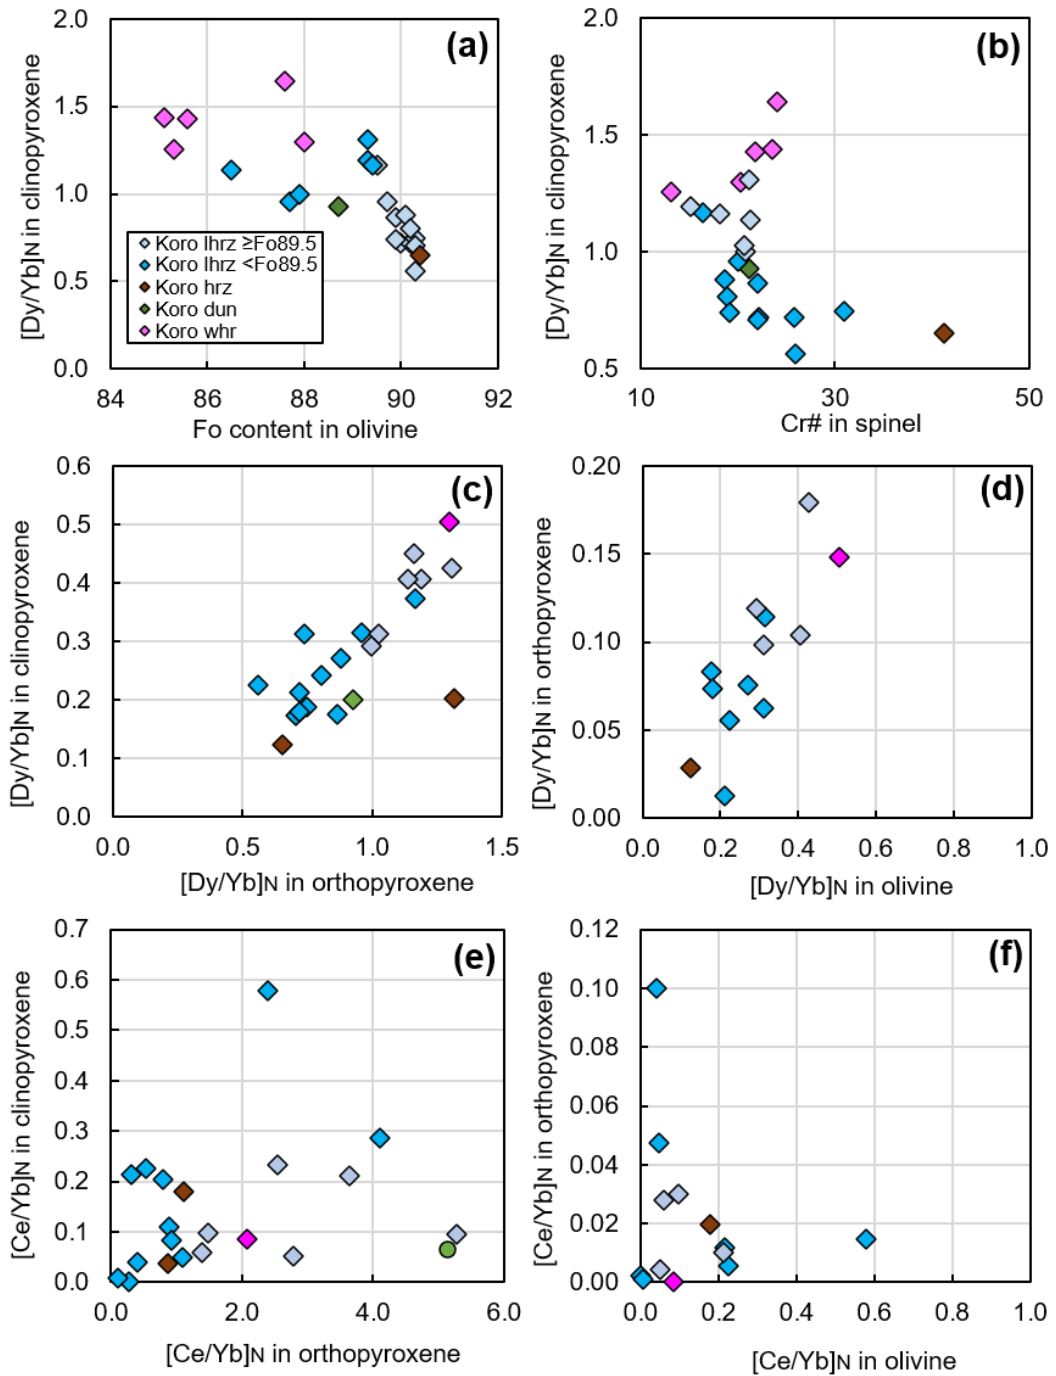 (a)
[Dy/Yb]N in clinopyroxene
2.0
1.5
1.0
0.5
0.0
Koro lhrz ≥Fo89.5
Koro lhrz <Fo89.5
Koro hrz
Koro dun
Koro whr
84 86 88 90 92
Fo content in olivine
(b)
[Dy/Yb]N in clinopyroxene
2.0
1.5
1.0
0.5
10 30 50
Cr# in spinel
(c)
[Dy/Yb]N in clinopyroxene
0.6
0.5
0.4
0.3
0.2
0.1
0.0
0.0 0.5 1.0 1.5
[Dy/Yb]N in orthopyroxene
(d)
[Dy/Yb]N in orthopyroxene
0.20
0.15
0.10
0.05
0.00
0.0 0.2 0.4 0.6 0.8 1.0
[Dy/Yb]N in olivine
(e)
[Ce/Yb]N in clinopyroxene
0.7
0.6
0.5
0.4
0.3
0.2
0.1
0.0
0.0 2.0 4.0 6.0
[Ce/Yb]N in orthopyroxene
(f)
[Ce/Yb]N in orthopyroxene
0.12
0.10
0.08
0.06
0.04
0.02
0.00
0.0 0.2 0.4 0.6 0.8 1.0
[Ce/Yb]N in olivine